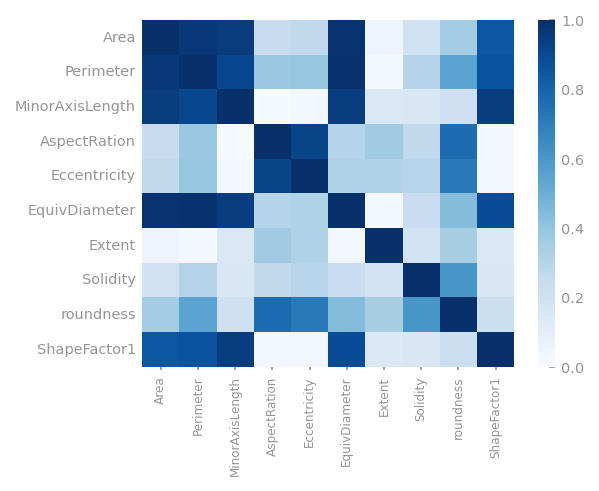 Area
Perimeter
MinorAxisLength
AspectRation
Eccentricity
EquivDiameter
Extent
Solidity
roundness
ShapeFactor1
1.0
0.8
0.6
0.4
0.2
0.0
Area
Perimeter
MinorAxisLength
AspectRation
Eccentricity
EquivDiameter
Extent
Solidity
roundness
ShapeFactor1